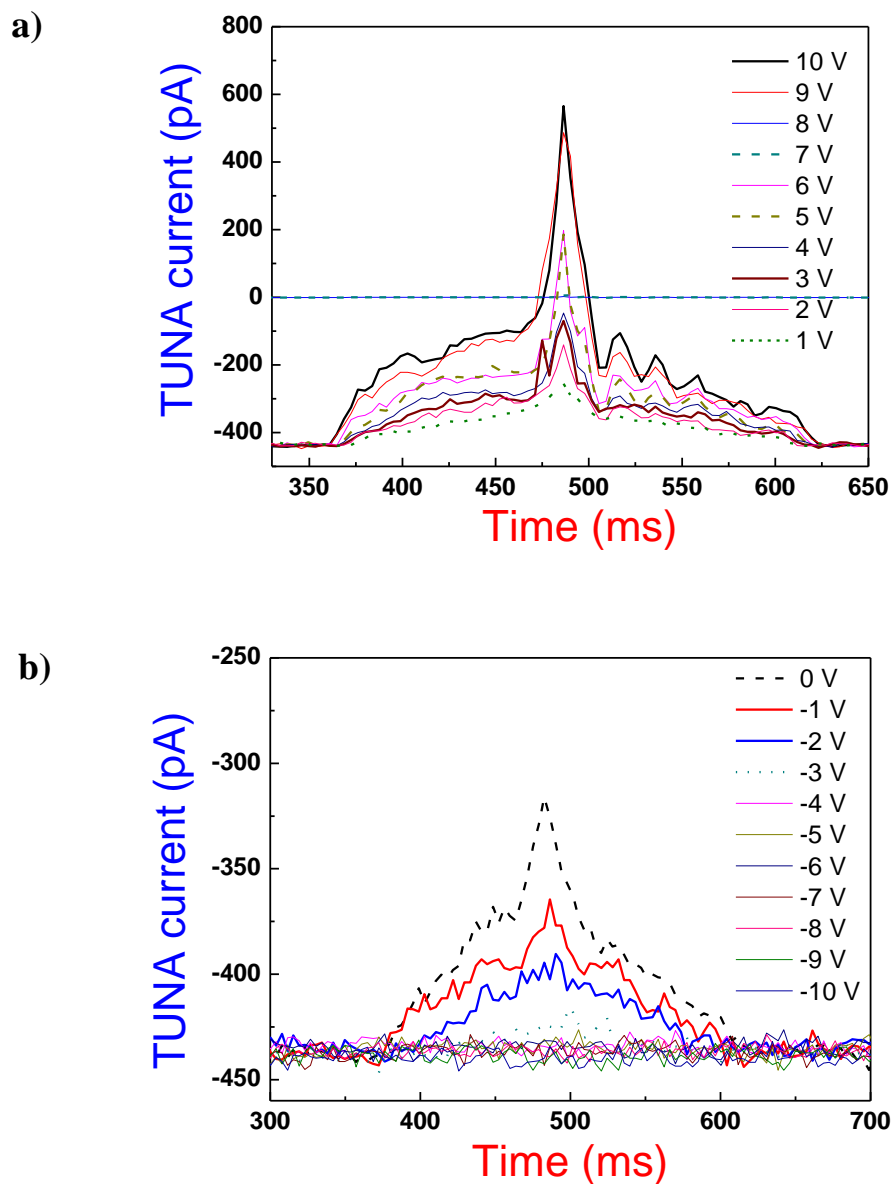 a)
TUNA current (pA)
800
600
400
200
0
-200
-400
10 V
9 V
8 V
7 V
6 V
5 V
4 V
3 V
2 V
1 V
350 400 450 500 550 600 650
Time (ms)
b)
TUNA current (pA)
-250
-300
-350
-400
-450
0 V
-1 V
-2 V
-3 V
-4 V
-5 V
-6 V
-7 V
-8 V
-9 V
-10 V
300 400 500 600 700
Time (ms)